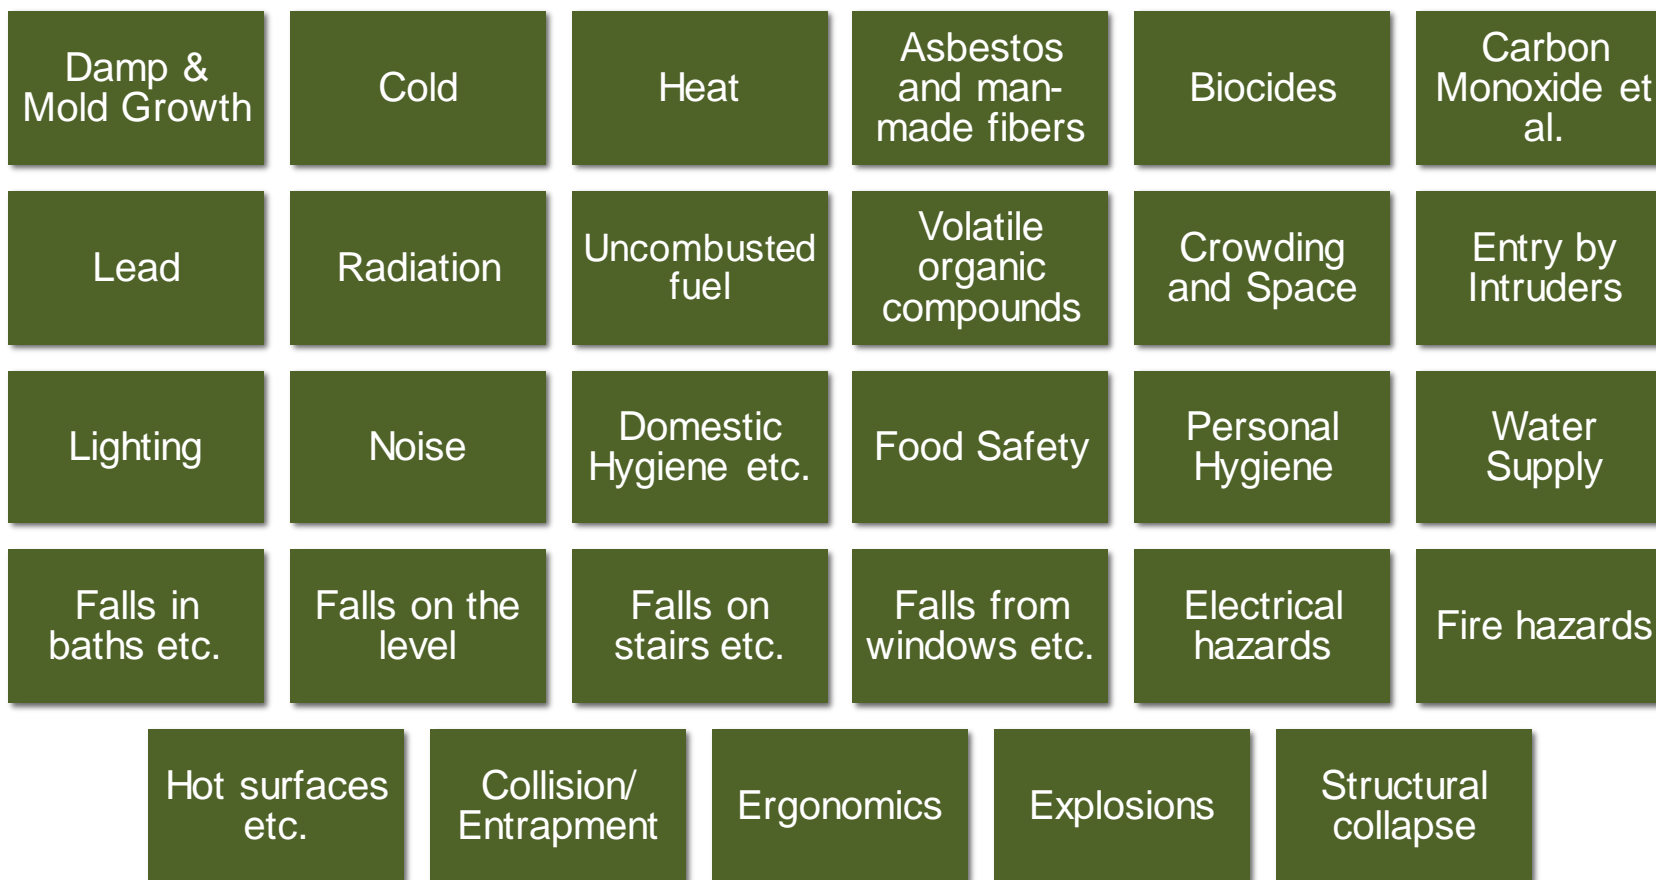 Damp &
Mold Growth
Cold
Heat
Asbestos
and man-
made fibers
Biocides
Carbon
Monoxide et
al.
Lead
Radiation
Uncombusted
fuel
Volatile
organic
compounds
Crowding
and Space
Entry by
Intruders
Lighting
Noise
Domestic
Hygiene etc.
Food Safety
Personal
Hygiene
Water
Supply
Falls in
baths etc.
Falls on the
level
Falls on
stairs etc.
Falls from
windows etc.
Electrical
hazards
Fire hazards
Hot surfaces
etc.
Collision/
Entrapment
Ergonomics
Explosions
Structural
collapse